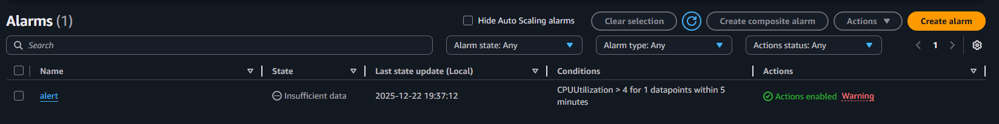 Alarms (1)
Hide Auto Scaling alarms
Clear selection
Create composite alarm
Actions
Create alarm
Search
Alarm state: Any
Alarm type: Any
Actions status: Any
1
Name
State
Last state update (Local)
Conditions
Actions
alert
Insufficient data
2025-12-22 19:37:12
CPUUtilization > 4 for 1 datapoints within 5
minutes
Actions enabled
Warning